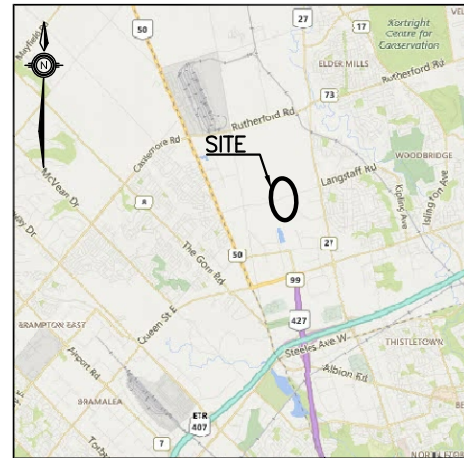 50
27
17
Kortright
Centre for
Conservation
Mayfield
N
ELDER MILLS
Rutherford Rd
73
Rutherford Rd
Castlemore Rd
SITE
WOODBRIDGE
Langstaff Rd
McVean Dr
Kipling Ave
Islington Ave
8
The Gore Rd
50
27
99
427
BRAMPTON EAST
Queen St E
Steeles Ave W
THISTLETOWN
Airport Rd
Albion Rd
BRAMALEA
ETR
407
7